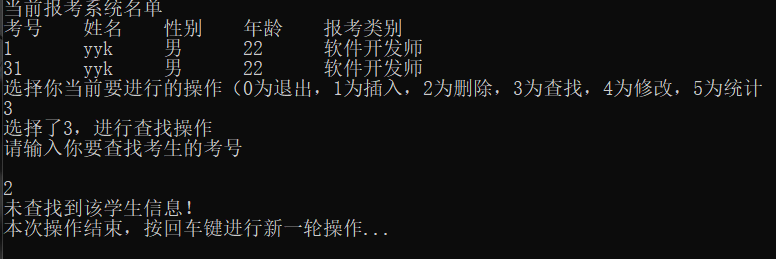 当前报考系统名单
考号 姓名 性别 年龄 报考类别
1 yyk 男 22 软件开发师
31 yyk 男 22 软件开发师
选择你当前要进行的操作（0为退出，1为插入，2为删除，3为查找，4为修改，5为统计
3
选择了3，进行查找操作
请输入你要查找考生的考号
2
未查找到该学生信息！
本次操作结束，按回车键进行新一轮操作...